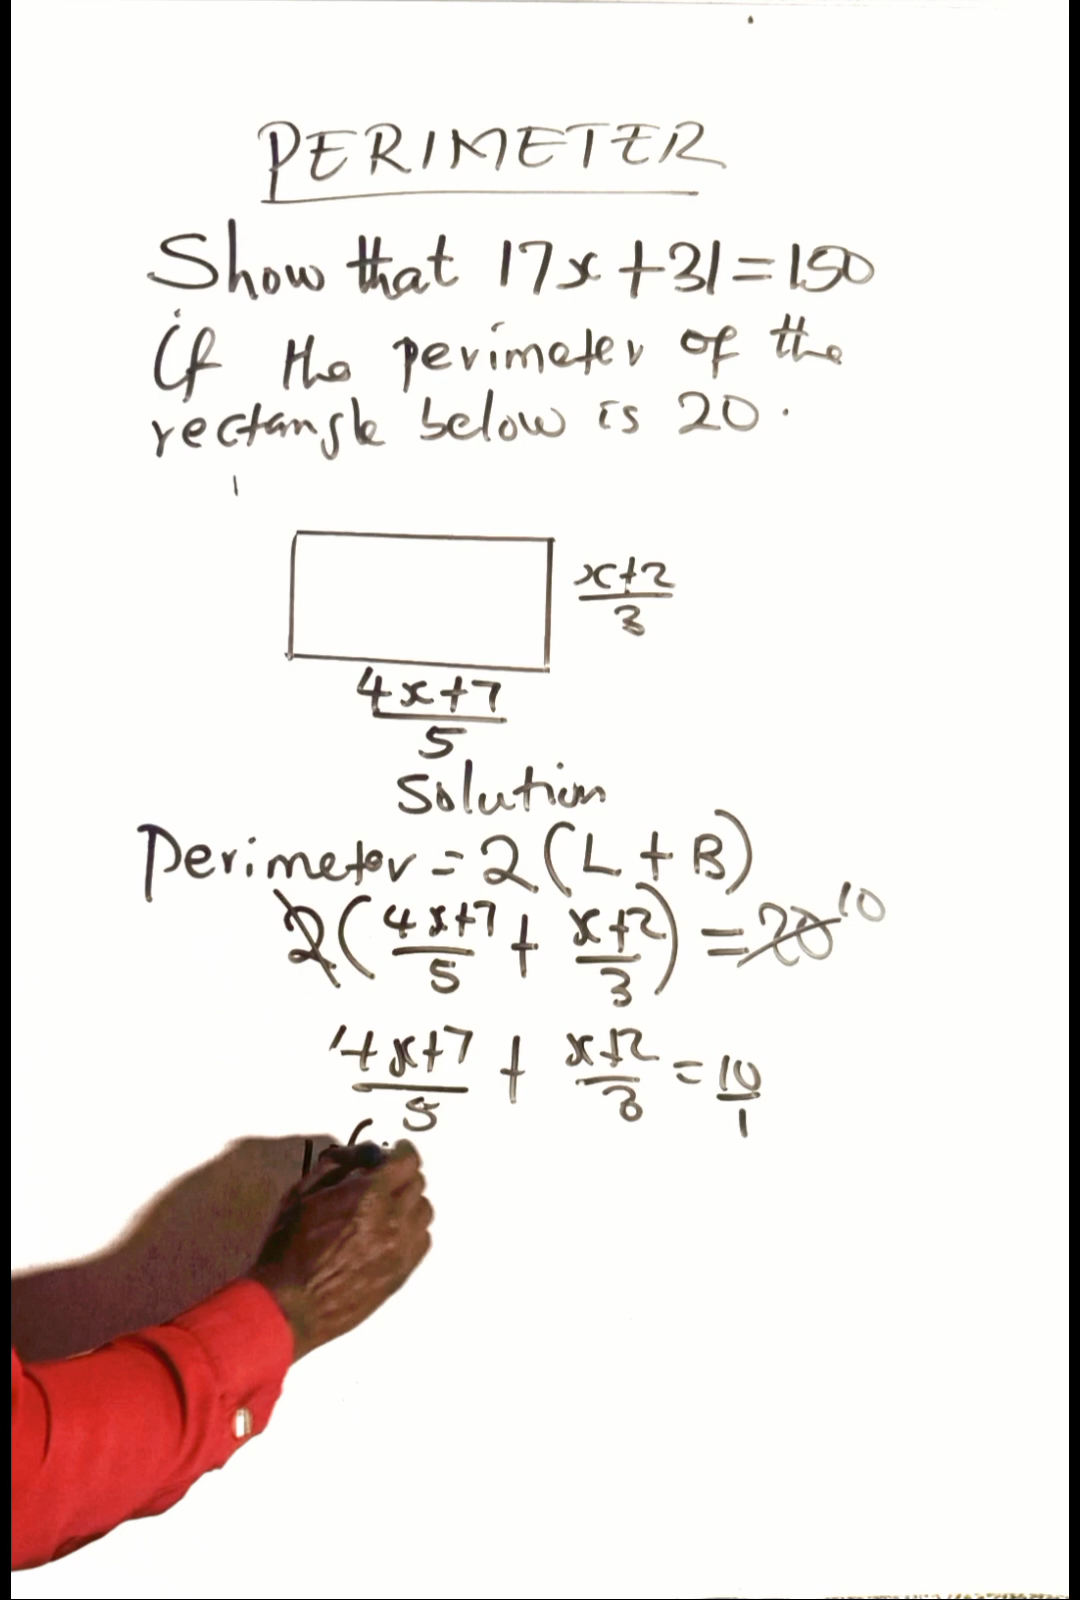 PERIMETER
Show that 17x+31=150
if the perimeter of the
rectangle below is 20.
x+2
3
4x+7
5
Solution
Perimeter = 2(L+B)
2(4x+7/5 + x+2/3) = 20 10
4x+7/5 + x+2/3 = 10/1